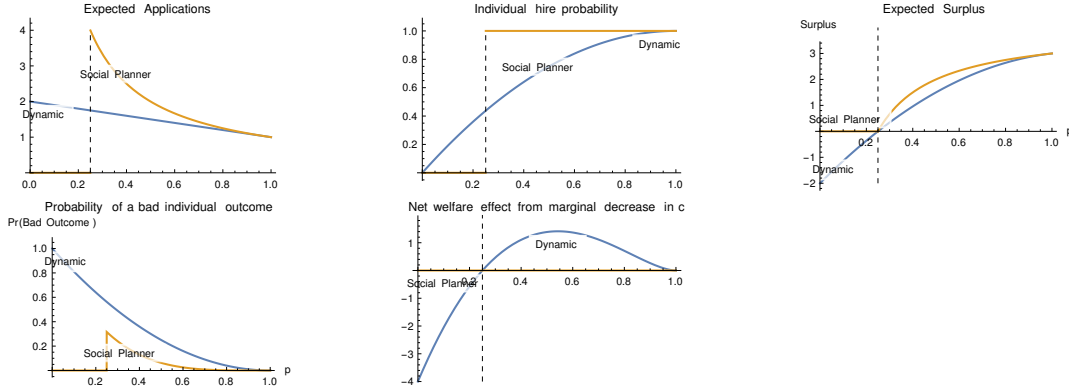 Expected Applications
4
3
2
1
Social Planner
Dynamic
0.0 0.2 0.4 0.6 0.8 1.0
Individual hire probability
1.0
0.8
0.6
0.4
0.2
Dynamic
Social Planner
0.2 0.4 0.6 0.8 1.0
Expected Surplus
Surplus
3
2
1
-1
-2
Social Planner
Dynamic
0.2 0.4 0.6 0.8 1.0
Probability of a bad individual outcome
Pr(Bad Outcome )
1.0
0.8
0.6
0.4
0.2
Dynamic
Social Planner
0.2 0.4 0.6 0.8 1.0 p
Net welfare effect from marginal decrease in c
1
-1
-2
-3
-4
Dynamic
Social Planner
0.2 0.4 0.6 0.8 1.0